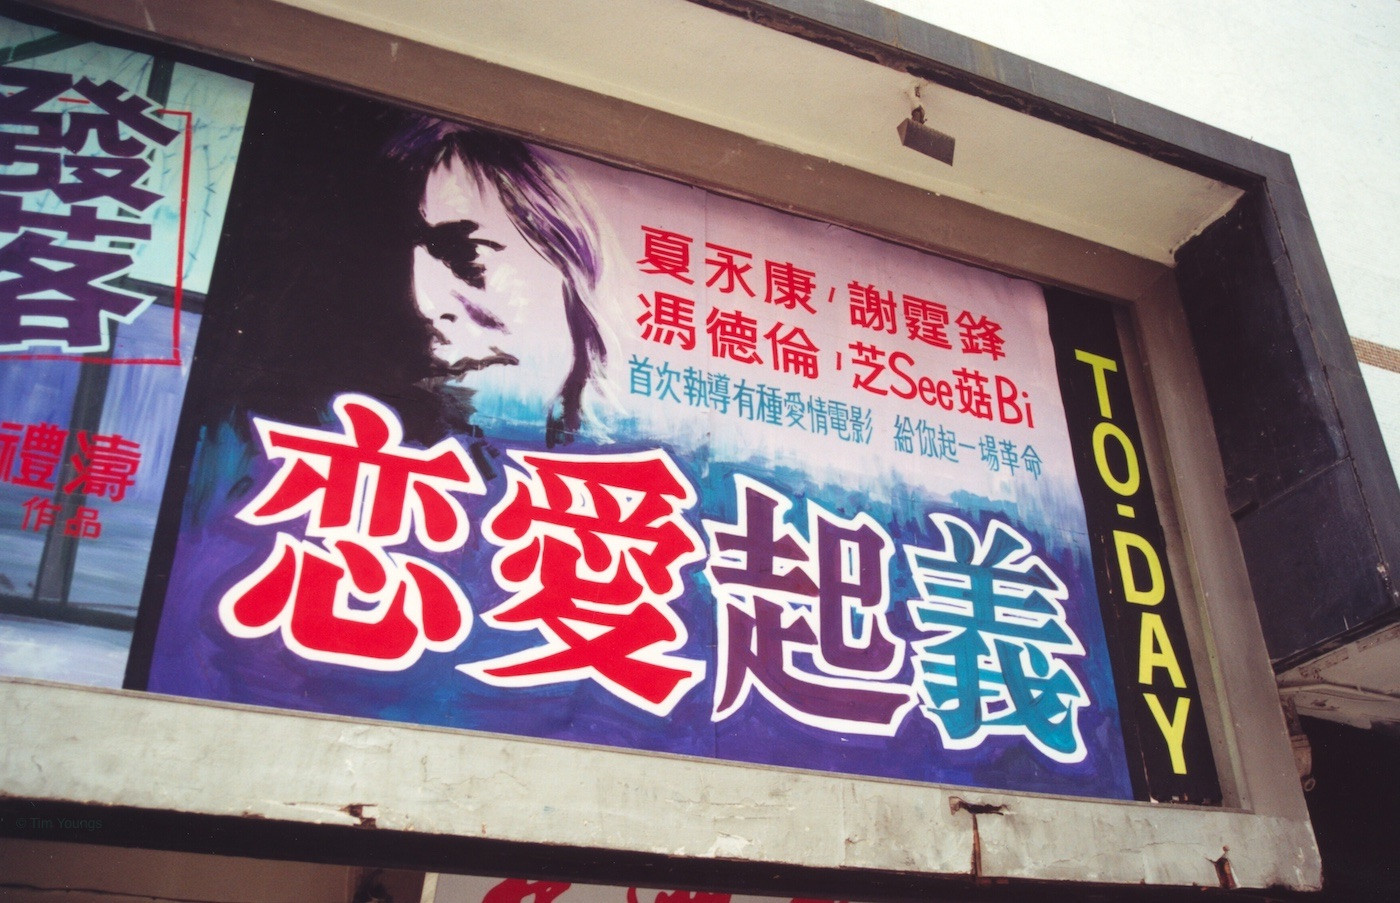 發落
禮濤
作品
夏永康,謝霆鋒
馮德倫,芝See菇Bi
首次執導有種愛情電影 給你起一場革命
恋愛起義
TO-DAY
© Tim Youngs